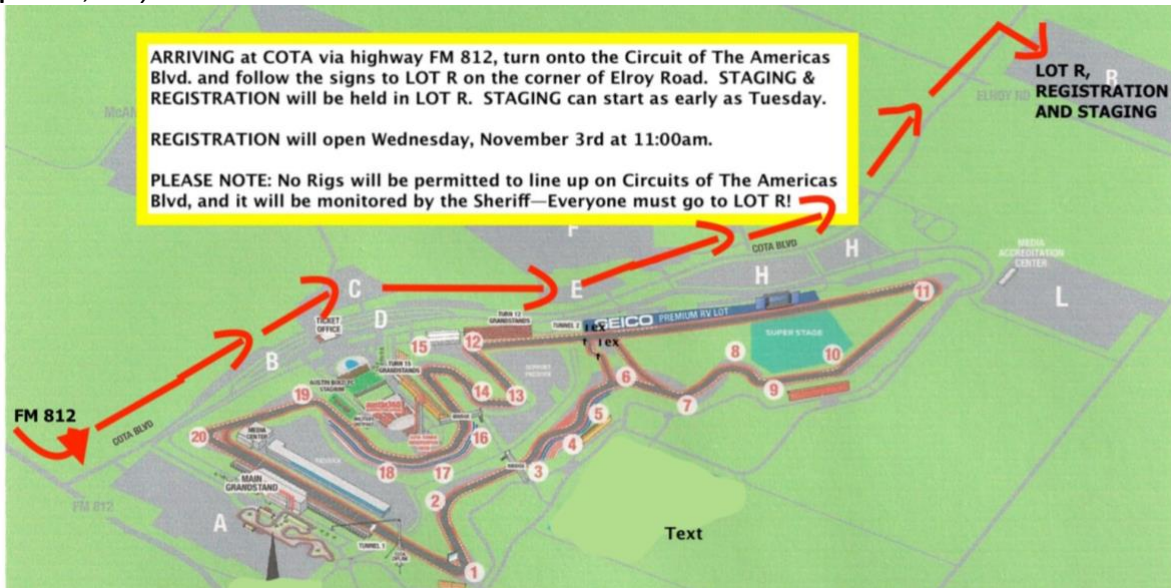 ARRIVING at COTA via highway FM 812, turn onto the Circuit of The Americas
Blvd. and follow the signs to LOT R on the corner of Elroy Road.  STAGING &
REGISTRATION will be held in LOT R.  STAGING can start as early as Tuesday.
REGISTRATION will open Wednesday, November 3rd at 11:00am.
PLEASE NOTE: No Rigs will be permitted to line up on Circuits of The Americas
Blvd, and it will be monitored by the Sheriff—Everyone must go to LOT R!
LOT R,
REGISTRATION
AND STAGING
R
ELROY RD
F
COTA BLVD
H
H
MEDIA
ACCREDITATION
CENTER
L
C
E
D
TICKET
OFFICE
B
TURN 12
GRANDSTANDS
TUNNEL 2
GEICO PREMIUM RV LOT
11
SUPER STAGE
15
12
TURN 15
GRANDSTANDS
8
10
9
6
7
14
13
19
5
4
3
16
FM 812
COTA BLVD
20
MEDIA
CENTER
18
17
MAIN
GRANDSTAND
2
FM 812
A
TUNNEL 1
1
Text